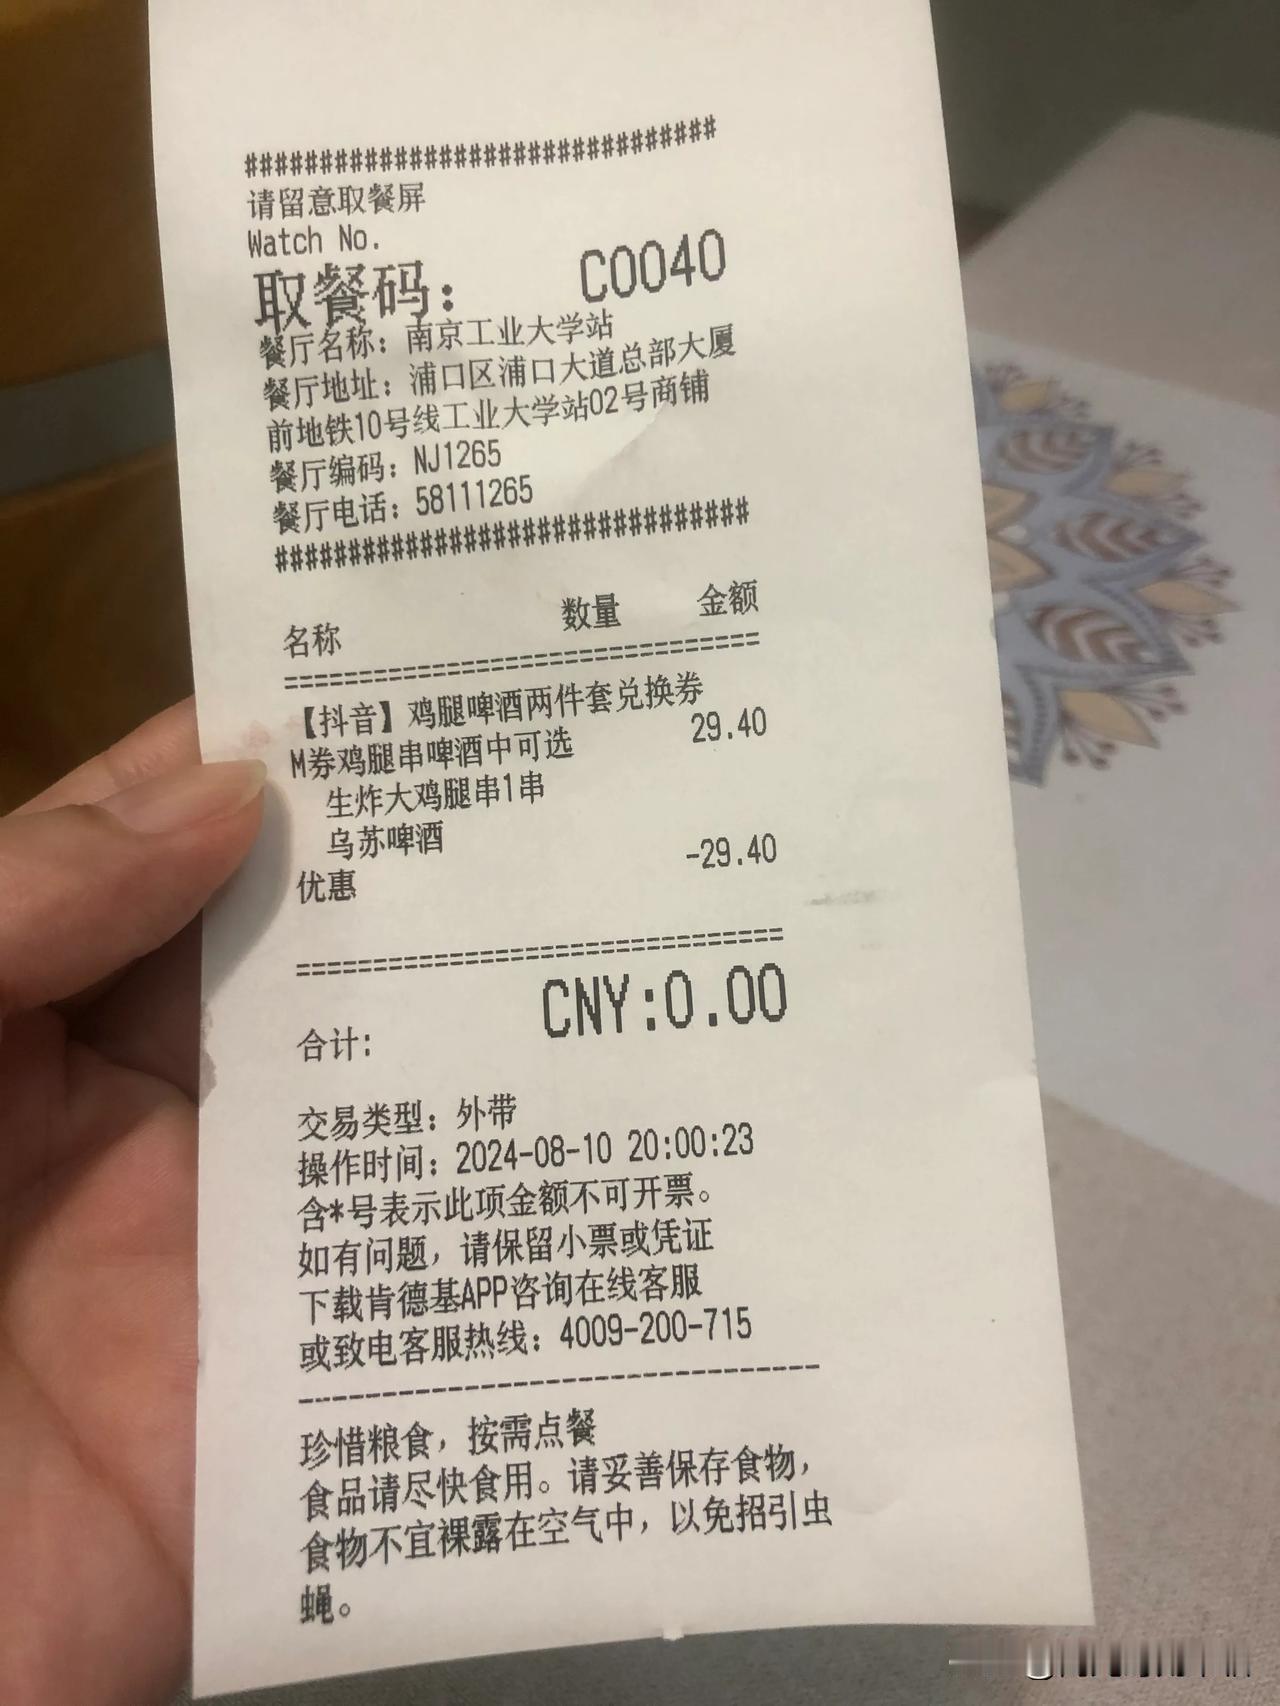 ################################
请留意取餐屏
Watch No.
取餐码： C0040
餐厅名称：南京工业大学站
餐厅地址：浦口区浦口大道总部大厦
前地铁10号线工业大学站02号商铺
餐厅编码：NJ1265
餐厅电话：58111265
################################
名称 数量 金额
================================
【抖音】鸡腿啤酒两件套兑换券
M券鸡腿串啤酒中可选 29.40
生炸大鸡腿串1串
乌苏啤酒
优惠 -29.40
================================
合计: CNY:0.00
交易类型：外带
操作时间：2024-08-10 20:00:23
含*号表示此项金额不可开票。
如有问题，请保留小票或凭证
下载肯德基APP咨询在线客服
或致电客服热线：4009-200-715
--------------------------------
珍惜粮食，按需点餐
食品请尽快食用。请妥善保存食物，
食物不宜裸露在空气中，以免招引虫
蝇。